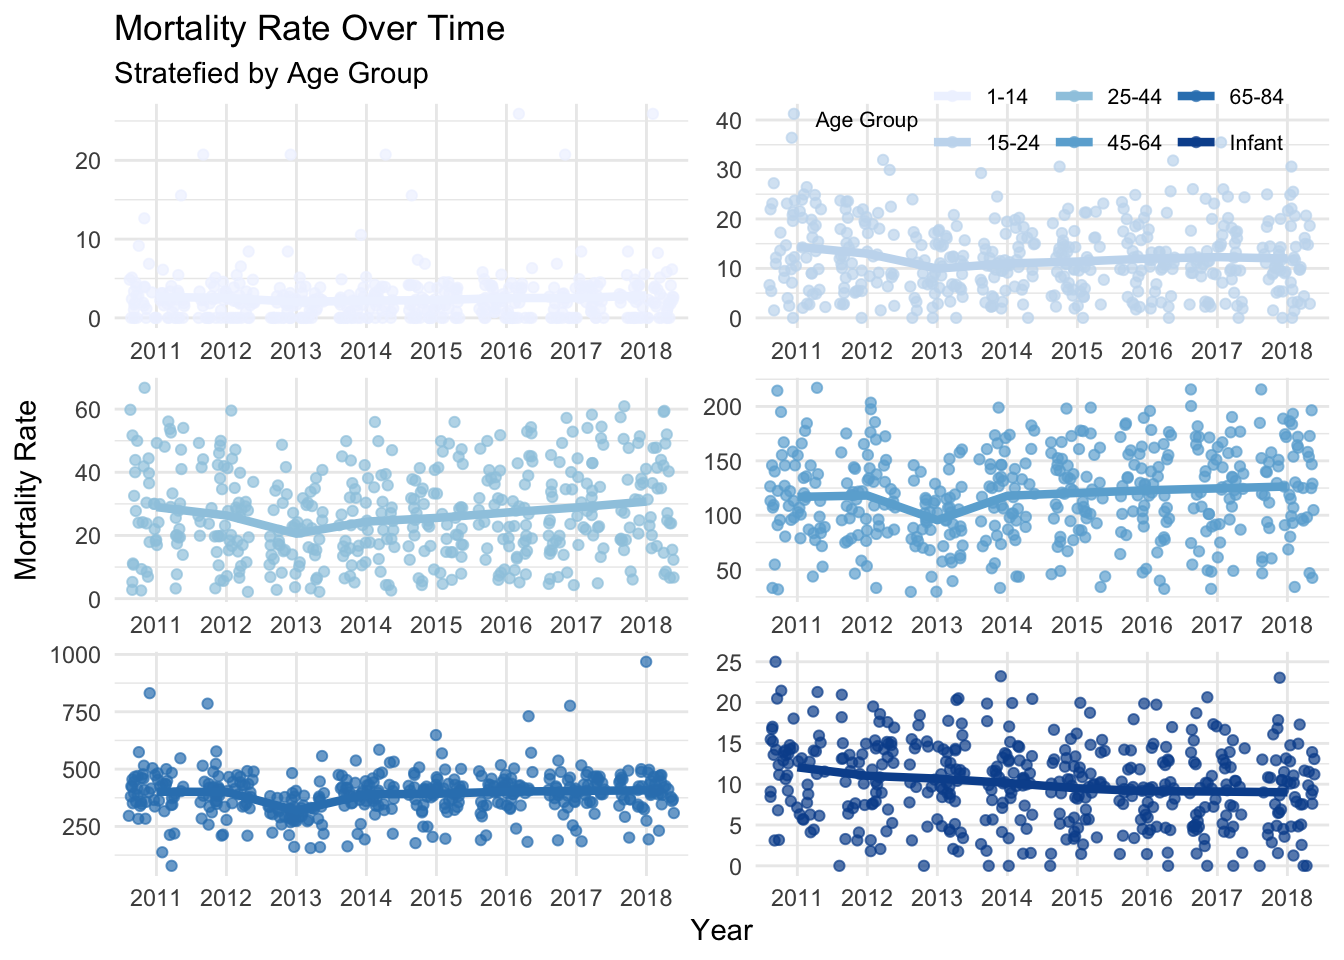 Mortality Rate Over Time
Stratefied by Age Group
Age Group
1-14 25-44 65-84
15-24 45-64 Infant
20
10
0
2011 2012 2013 2014 2015 2016 2017 2018
40
30
20
10
0
2011 2012 2013 2014 2015 2016 2017 2018
Mortality Rate
60
40
20
0
2011 2012 2013 2014 2015 2016 2017 2018
200
150
100
50
2011 2012 2013 2014 2015 2016 2017 2018
1000
750
500
250
2011 2012 2013 2014 2015 2016 2017 2018
25
20
15
10
5
0
2011 2012 2013 2014 2015 2016 2017 2018
Year